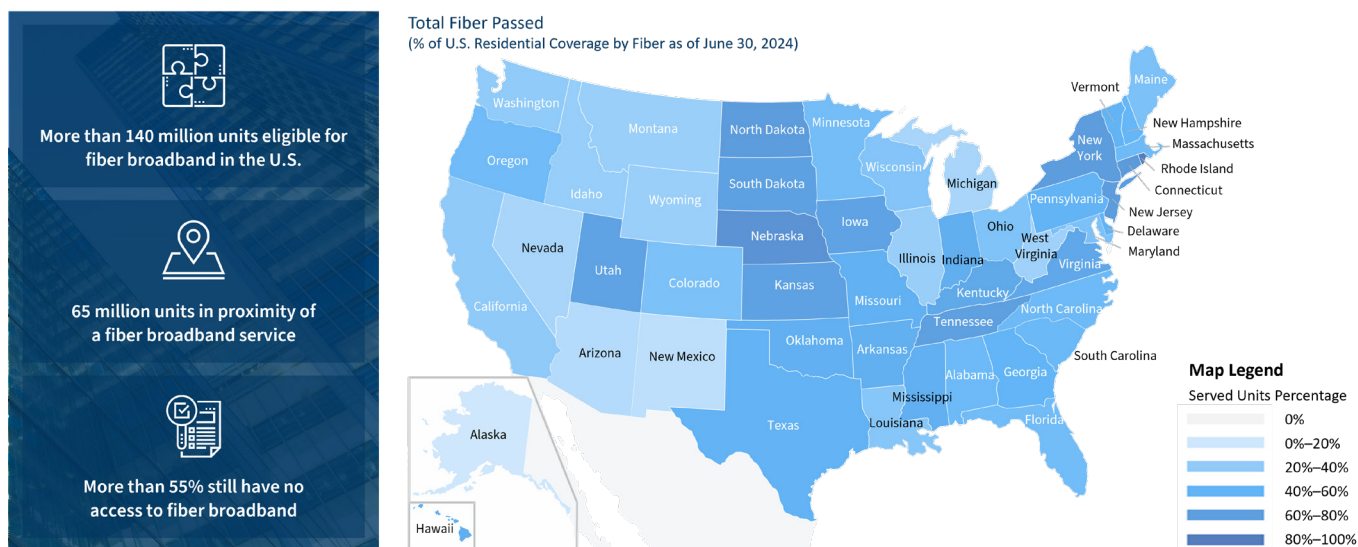 More than 140 million units eligible for
fiber broadband in the U.S.
65 million units in proximity of
a fiber broadband service
More than 55% still have no
access to fiber broadband
Total Fiber Passed
(% of U.S. Residential Coverage by Fiber as of June 30, 2024)
Washington
Montana
North Dakota
Minnesota
Maine
Vermont
New Hampshire
Massachusetts
Rhode Island
Connecticut
New Jersey
Delaware
Maryland
Oregon
Idaho
Wyoming
South Dakota
Wisconsin
Michigan
New
York
Pennsylvania
Nevada
Utah
Colorado
Nebraska
Iowa
Illinois
Indiana
Ohio
West
Virginia
Virginia
California
Kansas
Missouri
Kentucky
North Carolina
Tennessee
Arizona
New Mexico
Oklahoma
Arkansas
South Carolina
Mississippi
Alabama
Georgia
Texas
Louisiana
Florida
Alaska
Hawaii
Map Legend
Served Units Percentage
0%
0%–20%
20%–40%
40%–60%
60%–80%
80%–100%